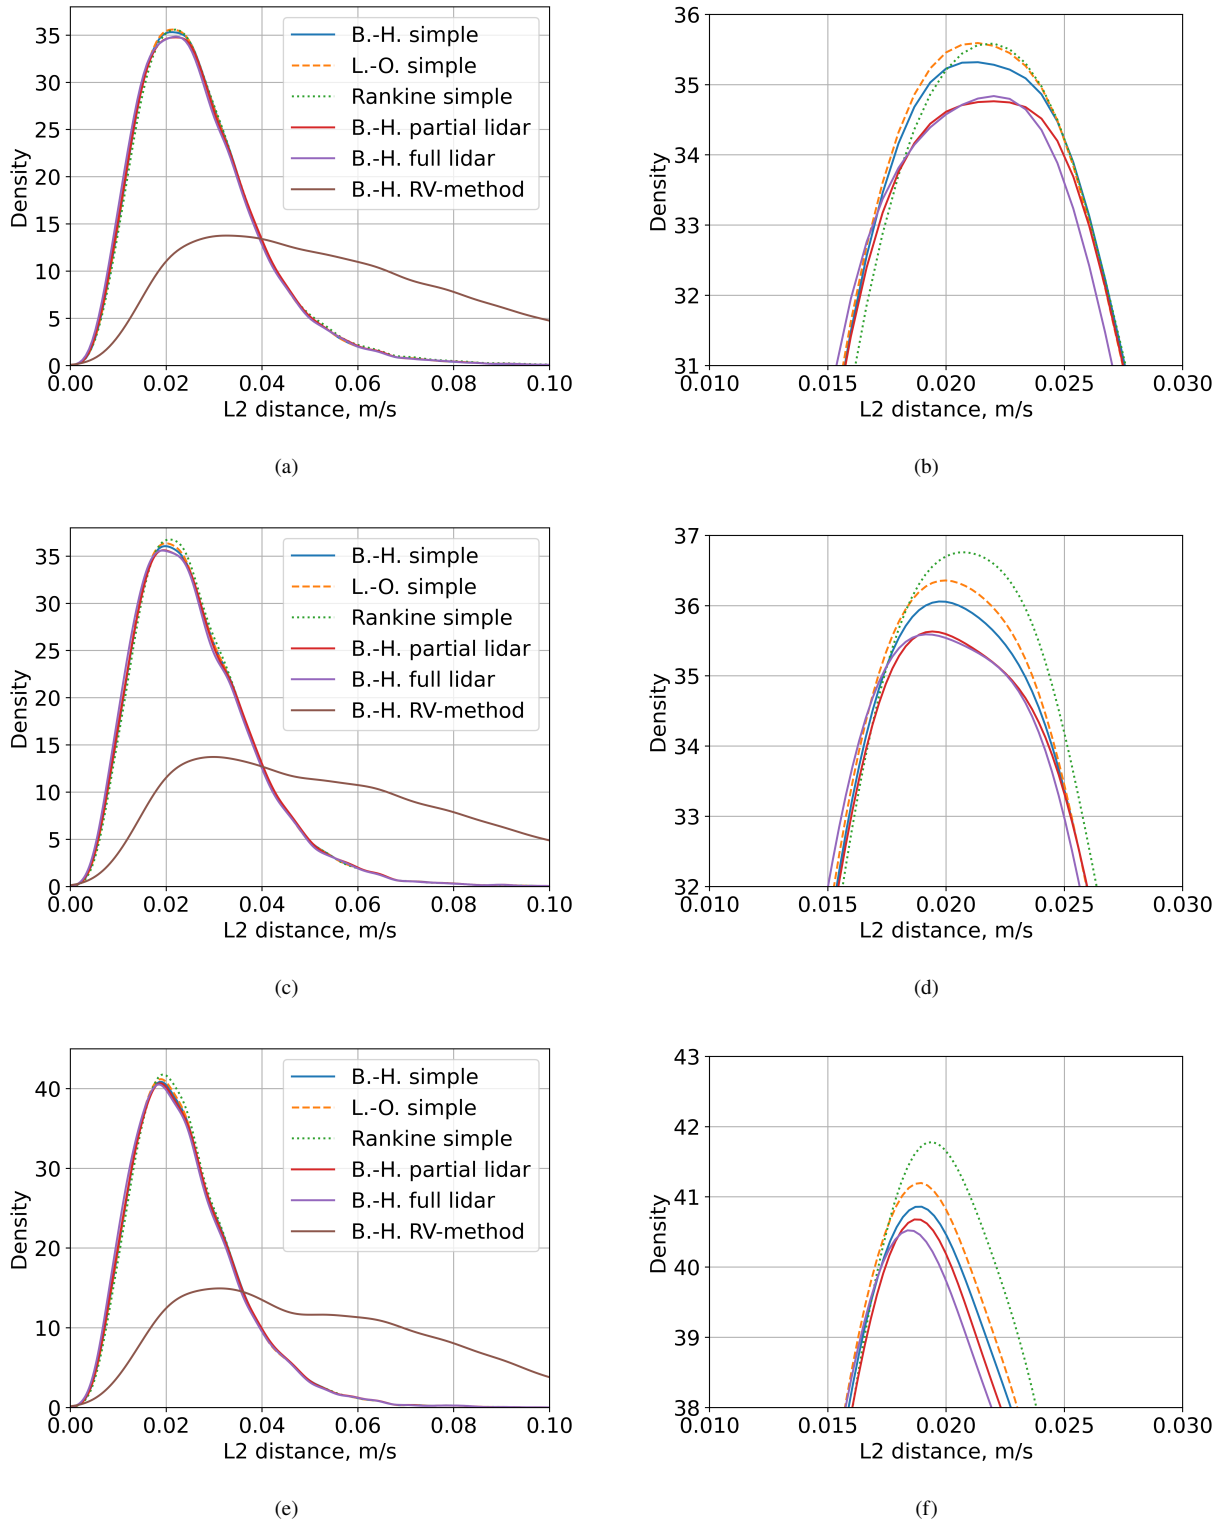 35
30
25
20
15
10
5
0
Density
0.00 0.02 0.04 0.06 0.08 0.10
L2 distance, m/s
B.-H. simple
L.-O. simple
Rankine simple
B.-H. partial lidar
B.-H. full lidar
B.-H. RV-method
(a)
36
35
34
33
32
31
Density
0.010 0.015 0.020 0.025 0.030
L2 distance, m/s
(b)
35
30
25
20
15
10
5
0
Density
0.00 0.02 0.04 0.06 0.08 0.10
L2 distance, m/s
B.-H. simple
L.-O. simple
Rankine simple
B.-H. partial lidar
B.-H. full lidar
B.-H. RV-method
(c)
37
36
35
34
33
32
Density
0.010 0.015 0.020 0.025 0.030
L2 distance, m/s
(d)
40
30
20
10
0
Density
0.00 0.02 0.04 0.06 0.08 0.10
L2 distance, m/s
B.-H. simple
L.-O. simple
Rankine simple
B.-H. partial lidar
B.-H. full lidar
B.-H. RV-method
(e)
43
42
41
40
39
38
Density
0.010 0.015 0.020 0.025 0.030
L2 distance, m/s
(f)